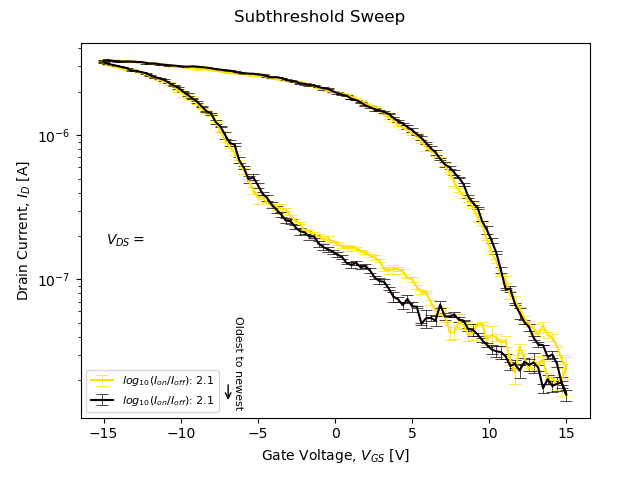 Subthreshold Sweep
Drain Current, I_D [A]
10⁻⁶
10⁻⁷
V_DS =
Oldest to newest
log₁₀(I_on/I_off): 2.1
log₁₀(I_on/I_off): 2.1
−15 −10 −5 0 5 10 15
Gate Voltage, V_GS [V]